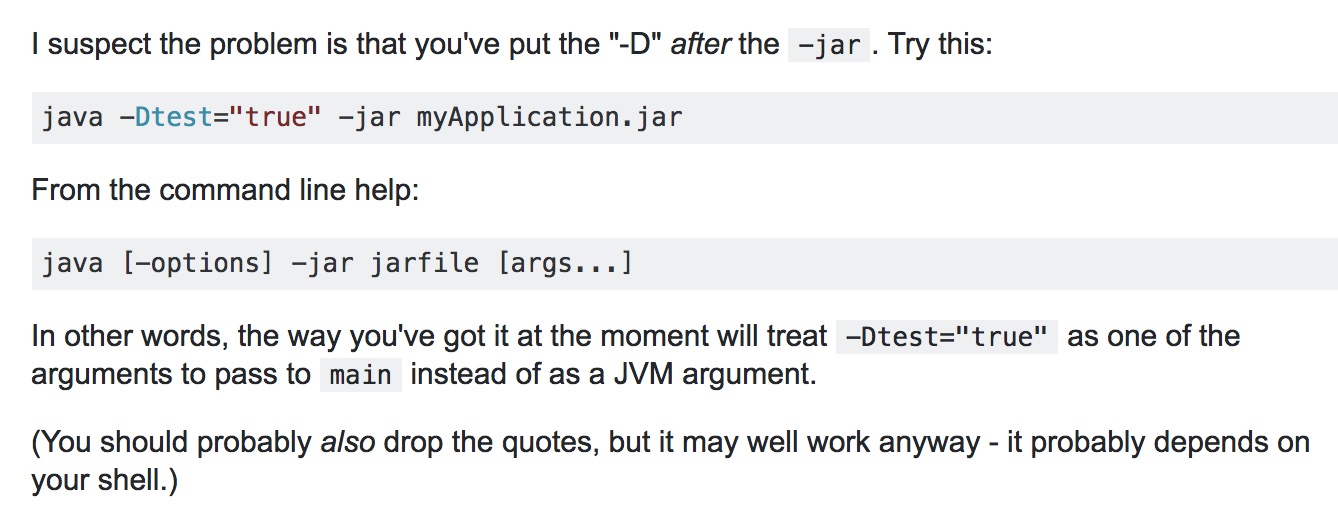 I suspect the problem is that you've put the "-D" after the -jar . Try this:
java -Dtest="true" -jar myApplication.jar
From the command line help:
java [-options] -jar jarfile [args...]
In other words, the way you've got it at the moment will treat -Dtest="true" as one of the
arguments to pass to main instead of as a JVM argument.
(You should probably also drop the quotes, but it may well work anyway - it probably depends on
your shell.)